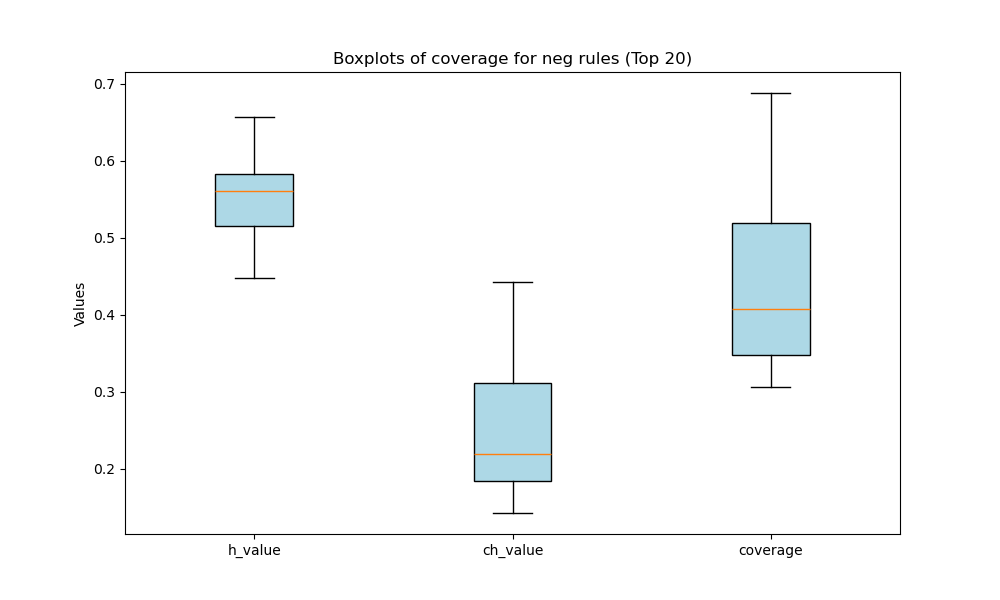 Boxplots of coverage for neg rules (Top 20)
0.7
0.6
0.5
0.4
0.3
0.2
Values
h_value
ch_value
coverage